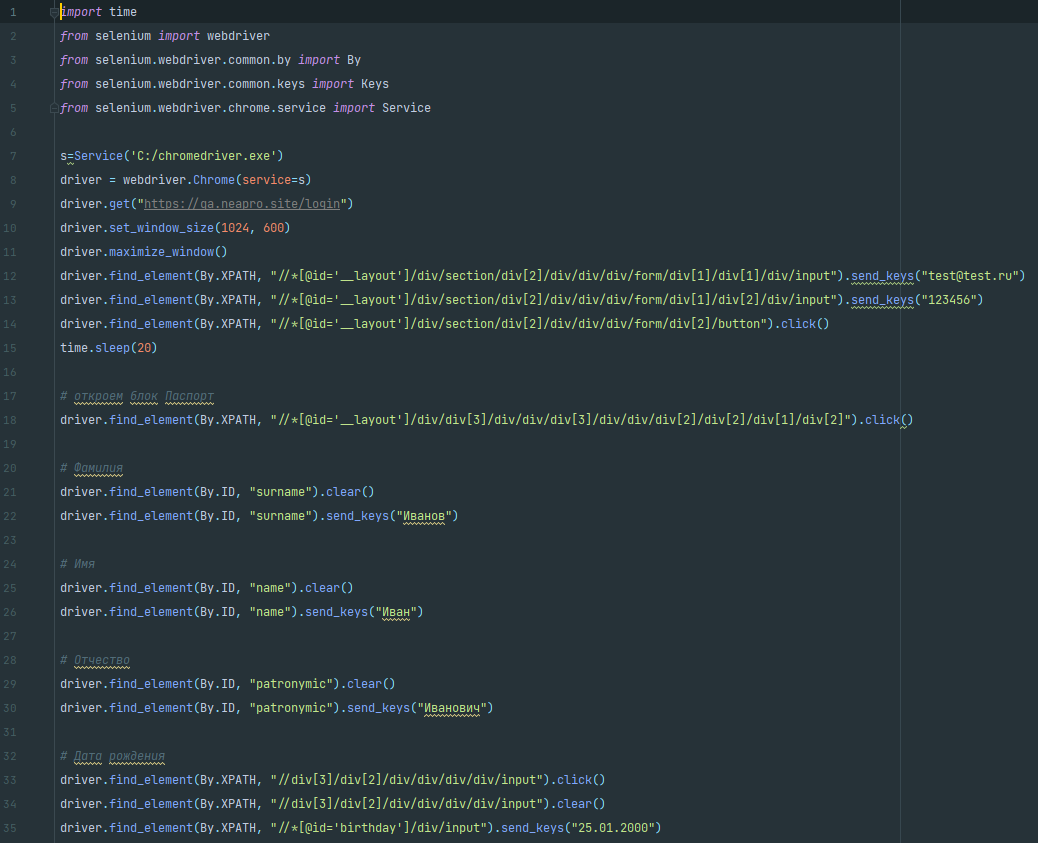 1 import time
2 from selenium import webdriver
3 from selenium.webdriver.common.by import By
4 from selenium.webdriver.common.keys import Keys
5 from selenium.webdriver.chrome.service import Service
6
7 s=Service('C:/chromedriver.exe')
8 driver = webdriver.Chrome(service=s)
9 driver.get("https://qa.neapro.site/login")
10 driver.set_window_size(1024, 600)
11 driver.maximize_window()
12 driver.find_element(By.XPATH, "//*[@id='__layout']/div/section/div[2]/div/div/div/form/div[1]/div[1]/div/input").send_keys("test@test.ru")
13 driver.find_element(By.XPATH, "//*[@id='__layout']/div/section/div[2]/div/div/div/form/div[1]/div[2]/div/input").send_keys("123456")
14 driver.find_element(By.XPATH, "//*[@id='__layout']/div/section/div[2]/div/div/div/form/div[2]/button").click()
15 time.sleep(20)
16
17 # откроем блок Паспорт
18 driver.find_element(By.XPATH, "//*[@id='__layout']/div/div[3]/div/div/div[3]/div/div/div[2]/div[2]/div[1]/div[2]").click()
19
20 # Фамилия
21 driver.find_element(By.ID, "surname").clear()
22 driver.find_element(By.ID, "surname").send_keys("Иванов")
23
24 # Имя
25 driver.find_element(By.ID, "name").clear()
26 driver.find_element(By.ID, "name").send_keys("Иван")
27
28 # Отчество
29 driver.find_element(By.ID, "patronymic").clear()
30 driver.find_element(By.ID, "patronymic").send_keys("Иванович")
31
32 # Дата рождения
33 driver.find_element(By.XPATH, "//div[3]/div[2]/div/div/div/div/input").click()
34 driver.find_element(By.XPATH, "//div[3]/div[2]/div/div/div/div/input").clear()
35 driver.find_element(By.XPATH, "//*[@id='birthday']/div/input").send_keys("25.01.2000")